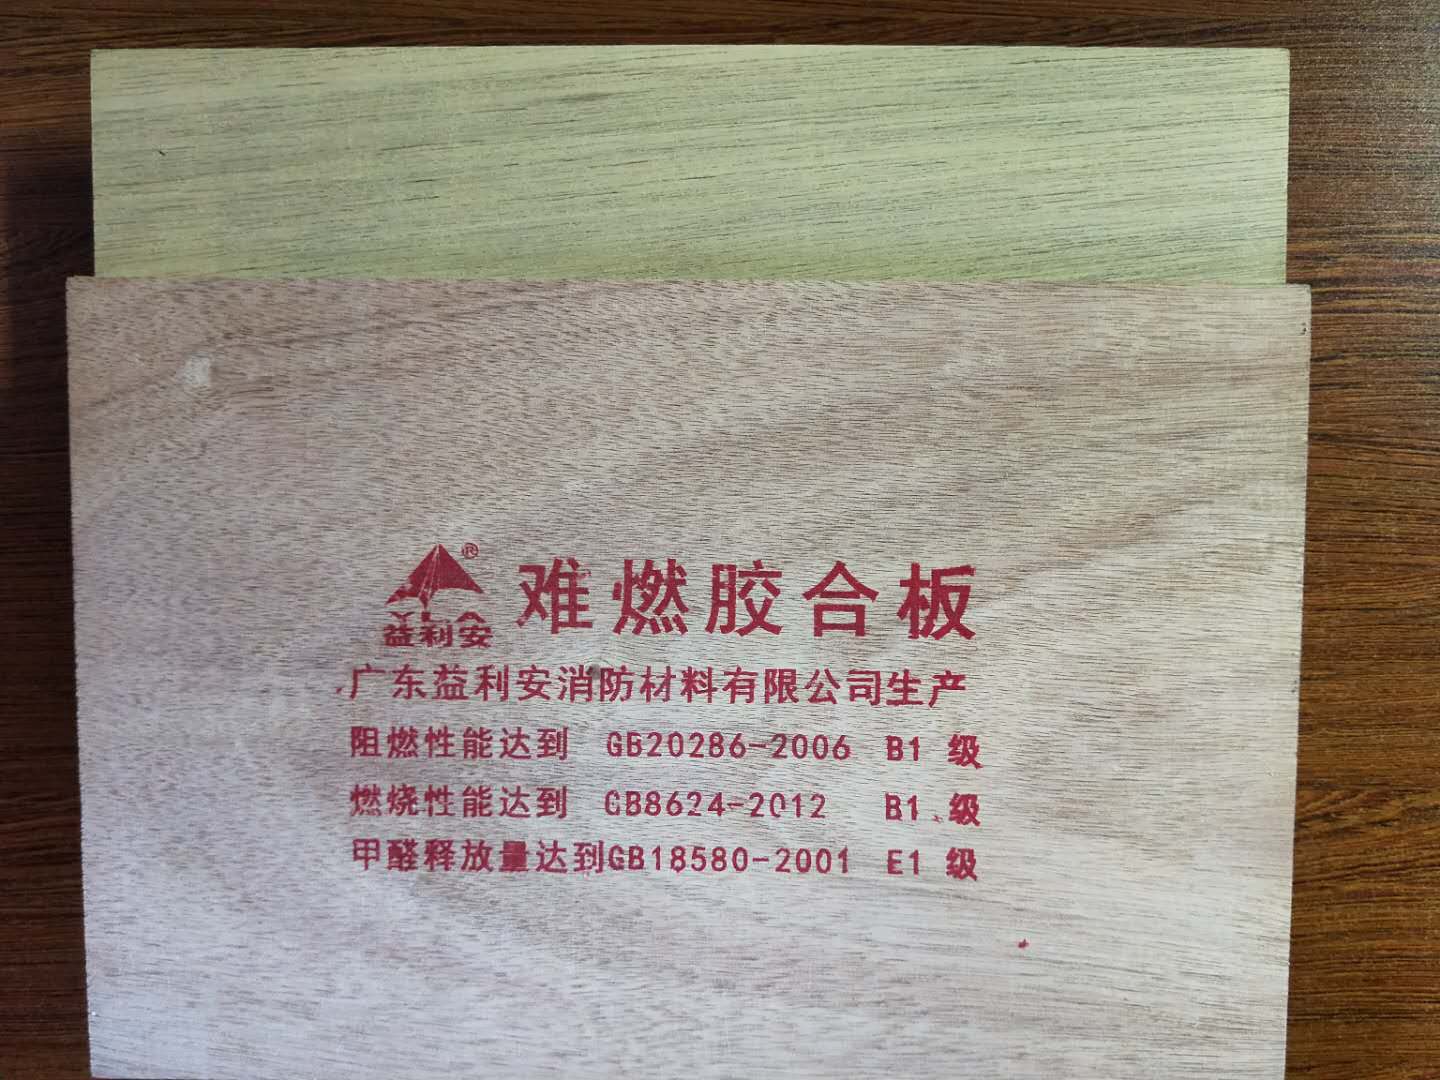 ®
益利安
难燃胶合板
广东益利安消防材料有限公司生产
阻燃性能达到 GB20286-2006 B1 级
燃烧性能达到 GB8624-2012 B1 级
甲醛释放量达到GB18580-2001 E1 级